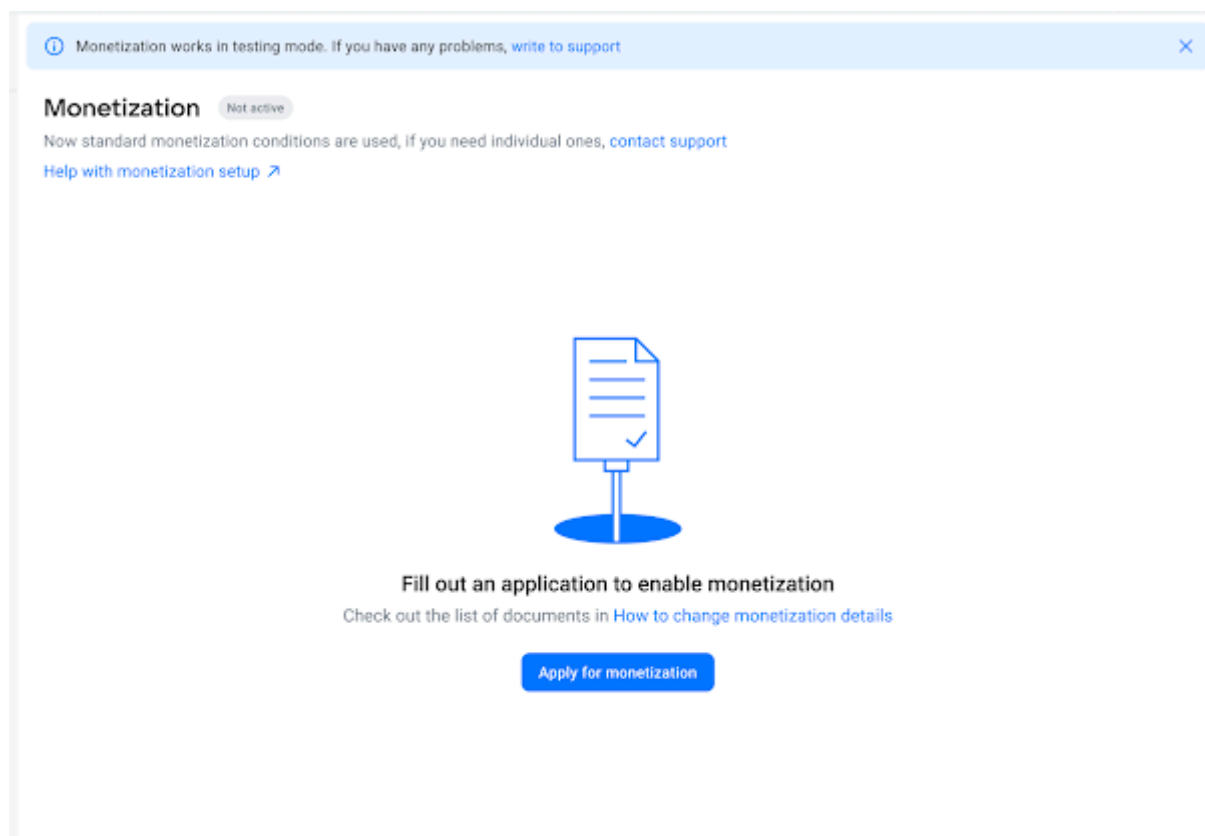 Monetization works in testing mode. If you have any problems, write to support
Monetization Not active
Now standard monetization conditions are used, if you need individual ones, contact support
Help with monetization setup ↗
Fill out an application to enable monetization
Check out the list of documents in How to change monetization details
Apply for monetization